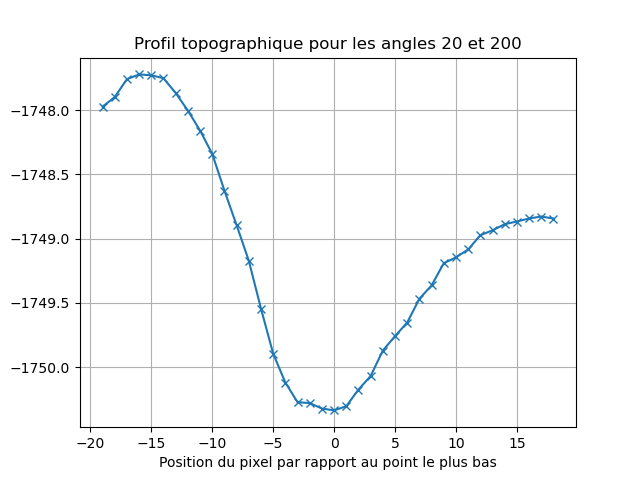 Profil topographique pour les angles 20 et 200
−1748.0
−1748.5
−1749.0
−1749.5
−1750.0
−20 −15 −10 −5 0 5 10 15
Position du pixel par rapport au point le plus bas